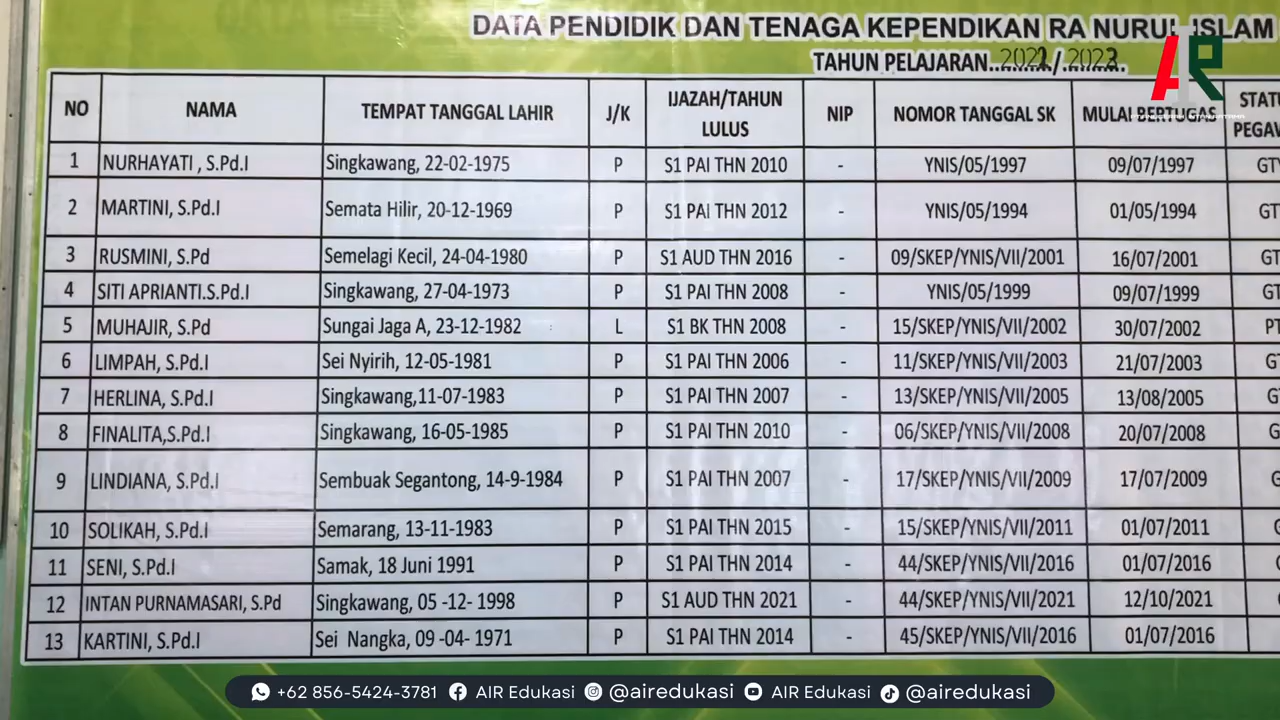 DATA PENDIDIK DAN TENAGA KEPENDIKAN RA NURUL ISLAM
TAHUN PELAJARAN..2022/.2023.
NO NAMA TEMPAT TANGGAL LAHIR J/K IJAZAH/TAHUN LULUS NIP NOMOR TANGGAL SK MULAI BERTUGAS
1 NURHAYATI , S.Pd.I Singkawang, 22-02-1975 P S1 PAI THN 2010 - YNIS/05/1997 09/07/1997
2 MARTINI, S.Pd.I Semata Hilir, 20-12-1969 P S1 PAI THN 2012 - YNIS/05/1994 01/05/1994
3 RUSMINI, S.Pd Semelagi Kecil, 24-04-1980 P S1 AUD THN 2016 - 09/SKEP/YNIS/VII/2001 16/07/2001
4 SITI APRIANTI.S.Pd.I Singkawang, 27-04-1973 P S1 PAI THN 2008 - YNIS/05/1999 09/07/1999
5 MUHAJIR, S.Pd Sungai Jaga A, 23-12-1982 L S1 BK THN 2008 - 15/SKEP/YNIS/VII/2002 30/07/2002
6 LIMPAH, S.Pd.I Sei Nyirih, 12-05-1981 P S1 PAI THN 2006 - 11/SKEP/YNIS/VII/2003 21/07/2003
7 HERLINA, S.Pd.I Singkawang,11-07-1983 P S1 PAI THN 2007 - 13/SKEP/YNIS/VII/2005 13/08/2005
8 FINALITA,S.Pd.I Singkawang, 16-05-1985 P S1 PAI THN 2010 - 06/SKEP/YNIS/VII/2008 20/07/2008
9 LINDIANA, S.Pd.I Sembuak Segantong, 14-9-1984 P S1 PAI THN 2007 - 17/SKEP/YNIS/VII/2009 17/07/2009
10 SOLIKAH, S.Pd.I Semarang, 13-11-1983 P S1 PAI THN 2015 - 15/SKEP/YNIS/VII/2011 01/07/2011
11 SENI, S.Pd.I Samak, 18 Juni 1991 P S1 PAI THN 2014 - 44/SKEP/YNIS/VII/2016 01/07/2016
12 INTAN PURNAMASARI, S.Pd Singkawang, 05 -12- 1998 P S1 AUD THN 2021 - 44/SKEP/YNIS/VII/2021 12/10/2021
13 KARTINI, S.Pd.I Sei Nangka, 09 -04- 1971 P S1 PAI THN 2014 - 45/SKEP/YNIS/VII/2016 01/07/2016
+62 856-5424-3781 AIR Edukasi @airedukasi AIR Edukasi @airedukasi